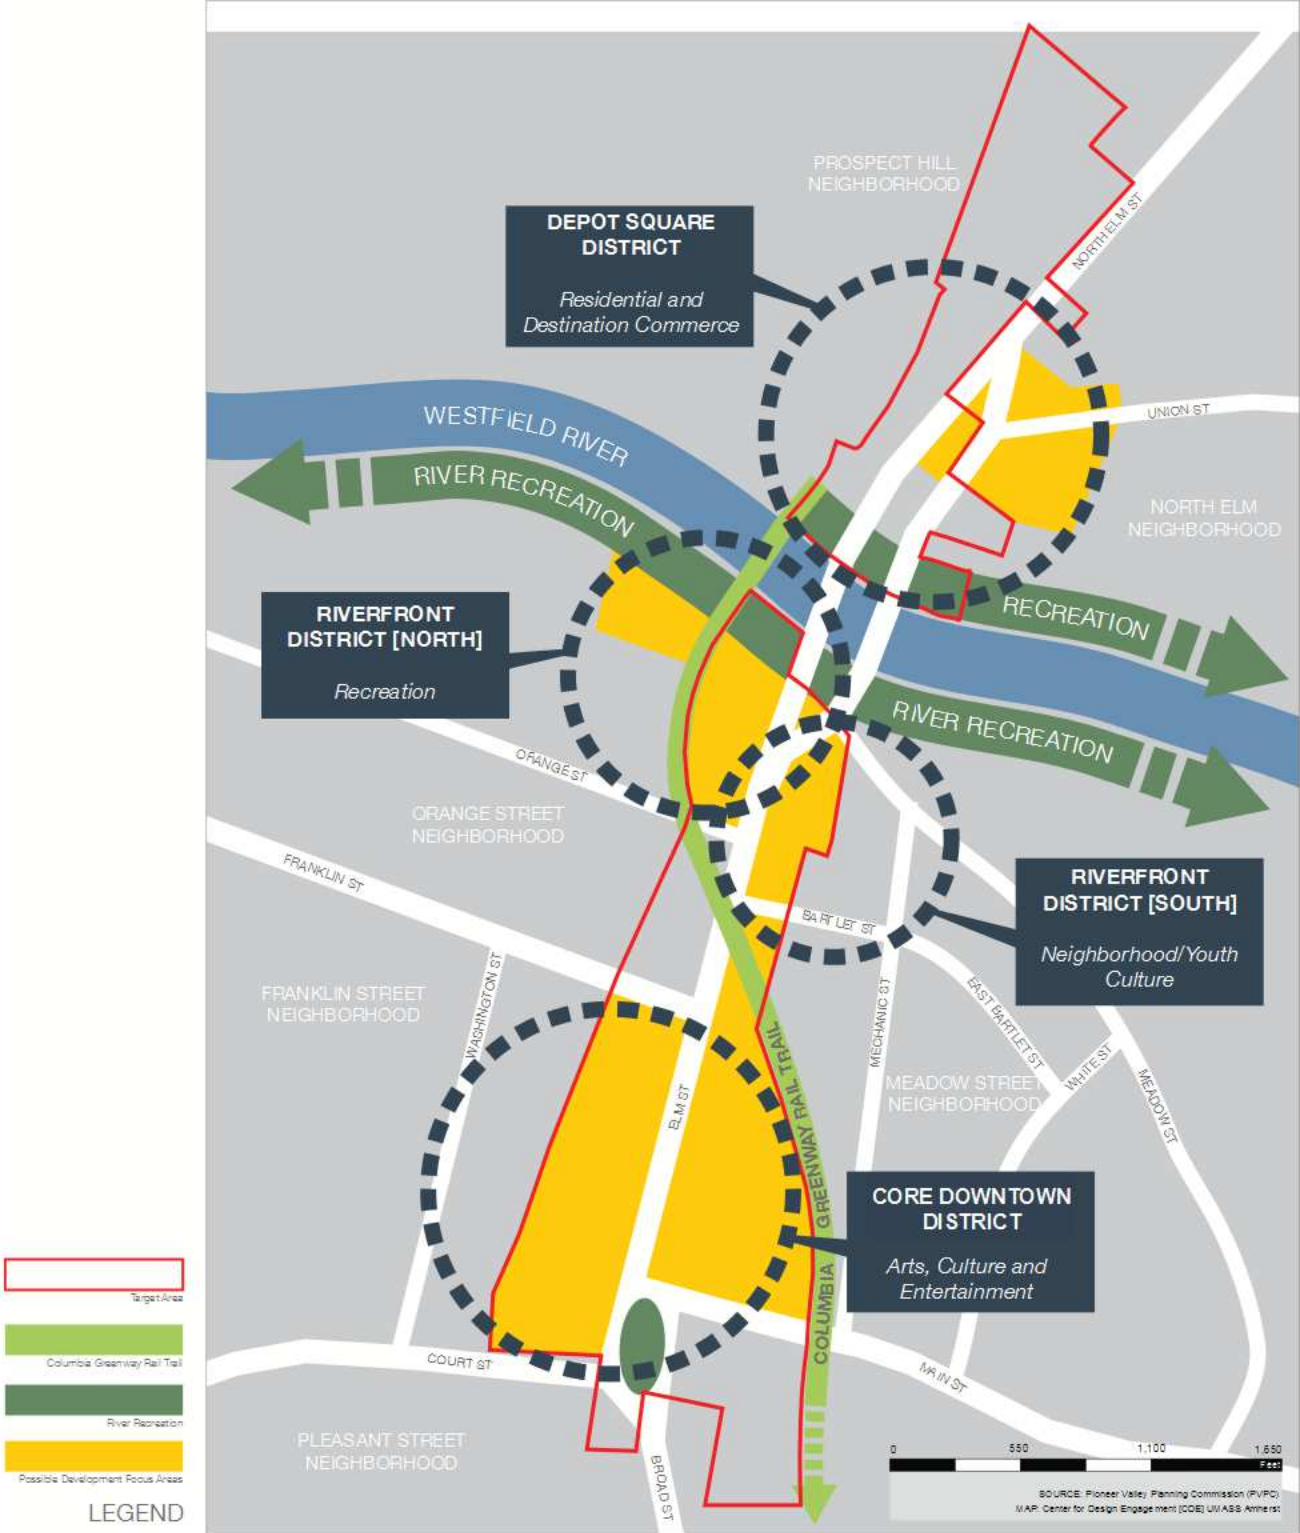 PROSPECT HILL
NEIGHBORHOOD
NORTH ELM ST
DEPOT SQUARE
DISTRICT
Residential and
Destination Commerce
WESTFIELD RIVER
UNION ST
RIVER RECREATION
NORTH ELM
NEIGHBORHOOD
RIVERFRONT
DISTRICT [NORTH]
Recreation
RECREATION
RIVER RECREATION
ORANGE ST
ORANGE STREET
NEIGHBORHOOD
FRANKLIN ST
RIVERFRONT
DISTRICT [SOUTH]
Neighborhood/Youth
Culture
BARTLET ST
FRANKLIN STREET
NEIGHBORHOOD
WASHINGTON ST
MECHANIC ST
EAST BARTLET ST
WHITE ST
MEADOW STREET
NEIGHBORHOOD
MEADOW ST
ELM ST
COLUMBIA GREENWAY RAIL TRAIL
CORE DOWNTOWN
DISTRICT
Arts, Culture and
Entertainment
COURT ST
MAIN ST
PLEASANT STREET
NEIGHBORHOOD
BROAD ST
Target Area
Columbia Greenway Rail Trail
River Recreation
Possible Development Focus Areas
LEGEND
0 550 1,100 1,650
Feet
SOURCE: Pioneer Valley Planning Commission (PVPC)
MAP: Center for Design Engagement [CDE] UMASS Amherst